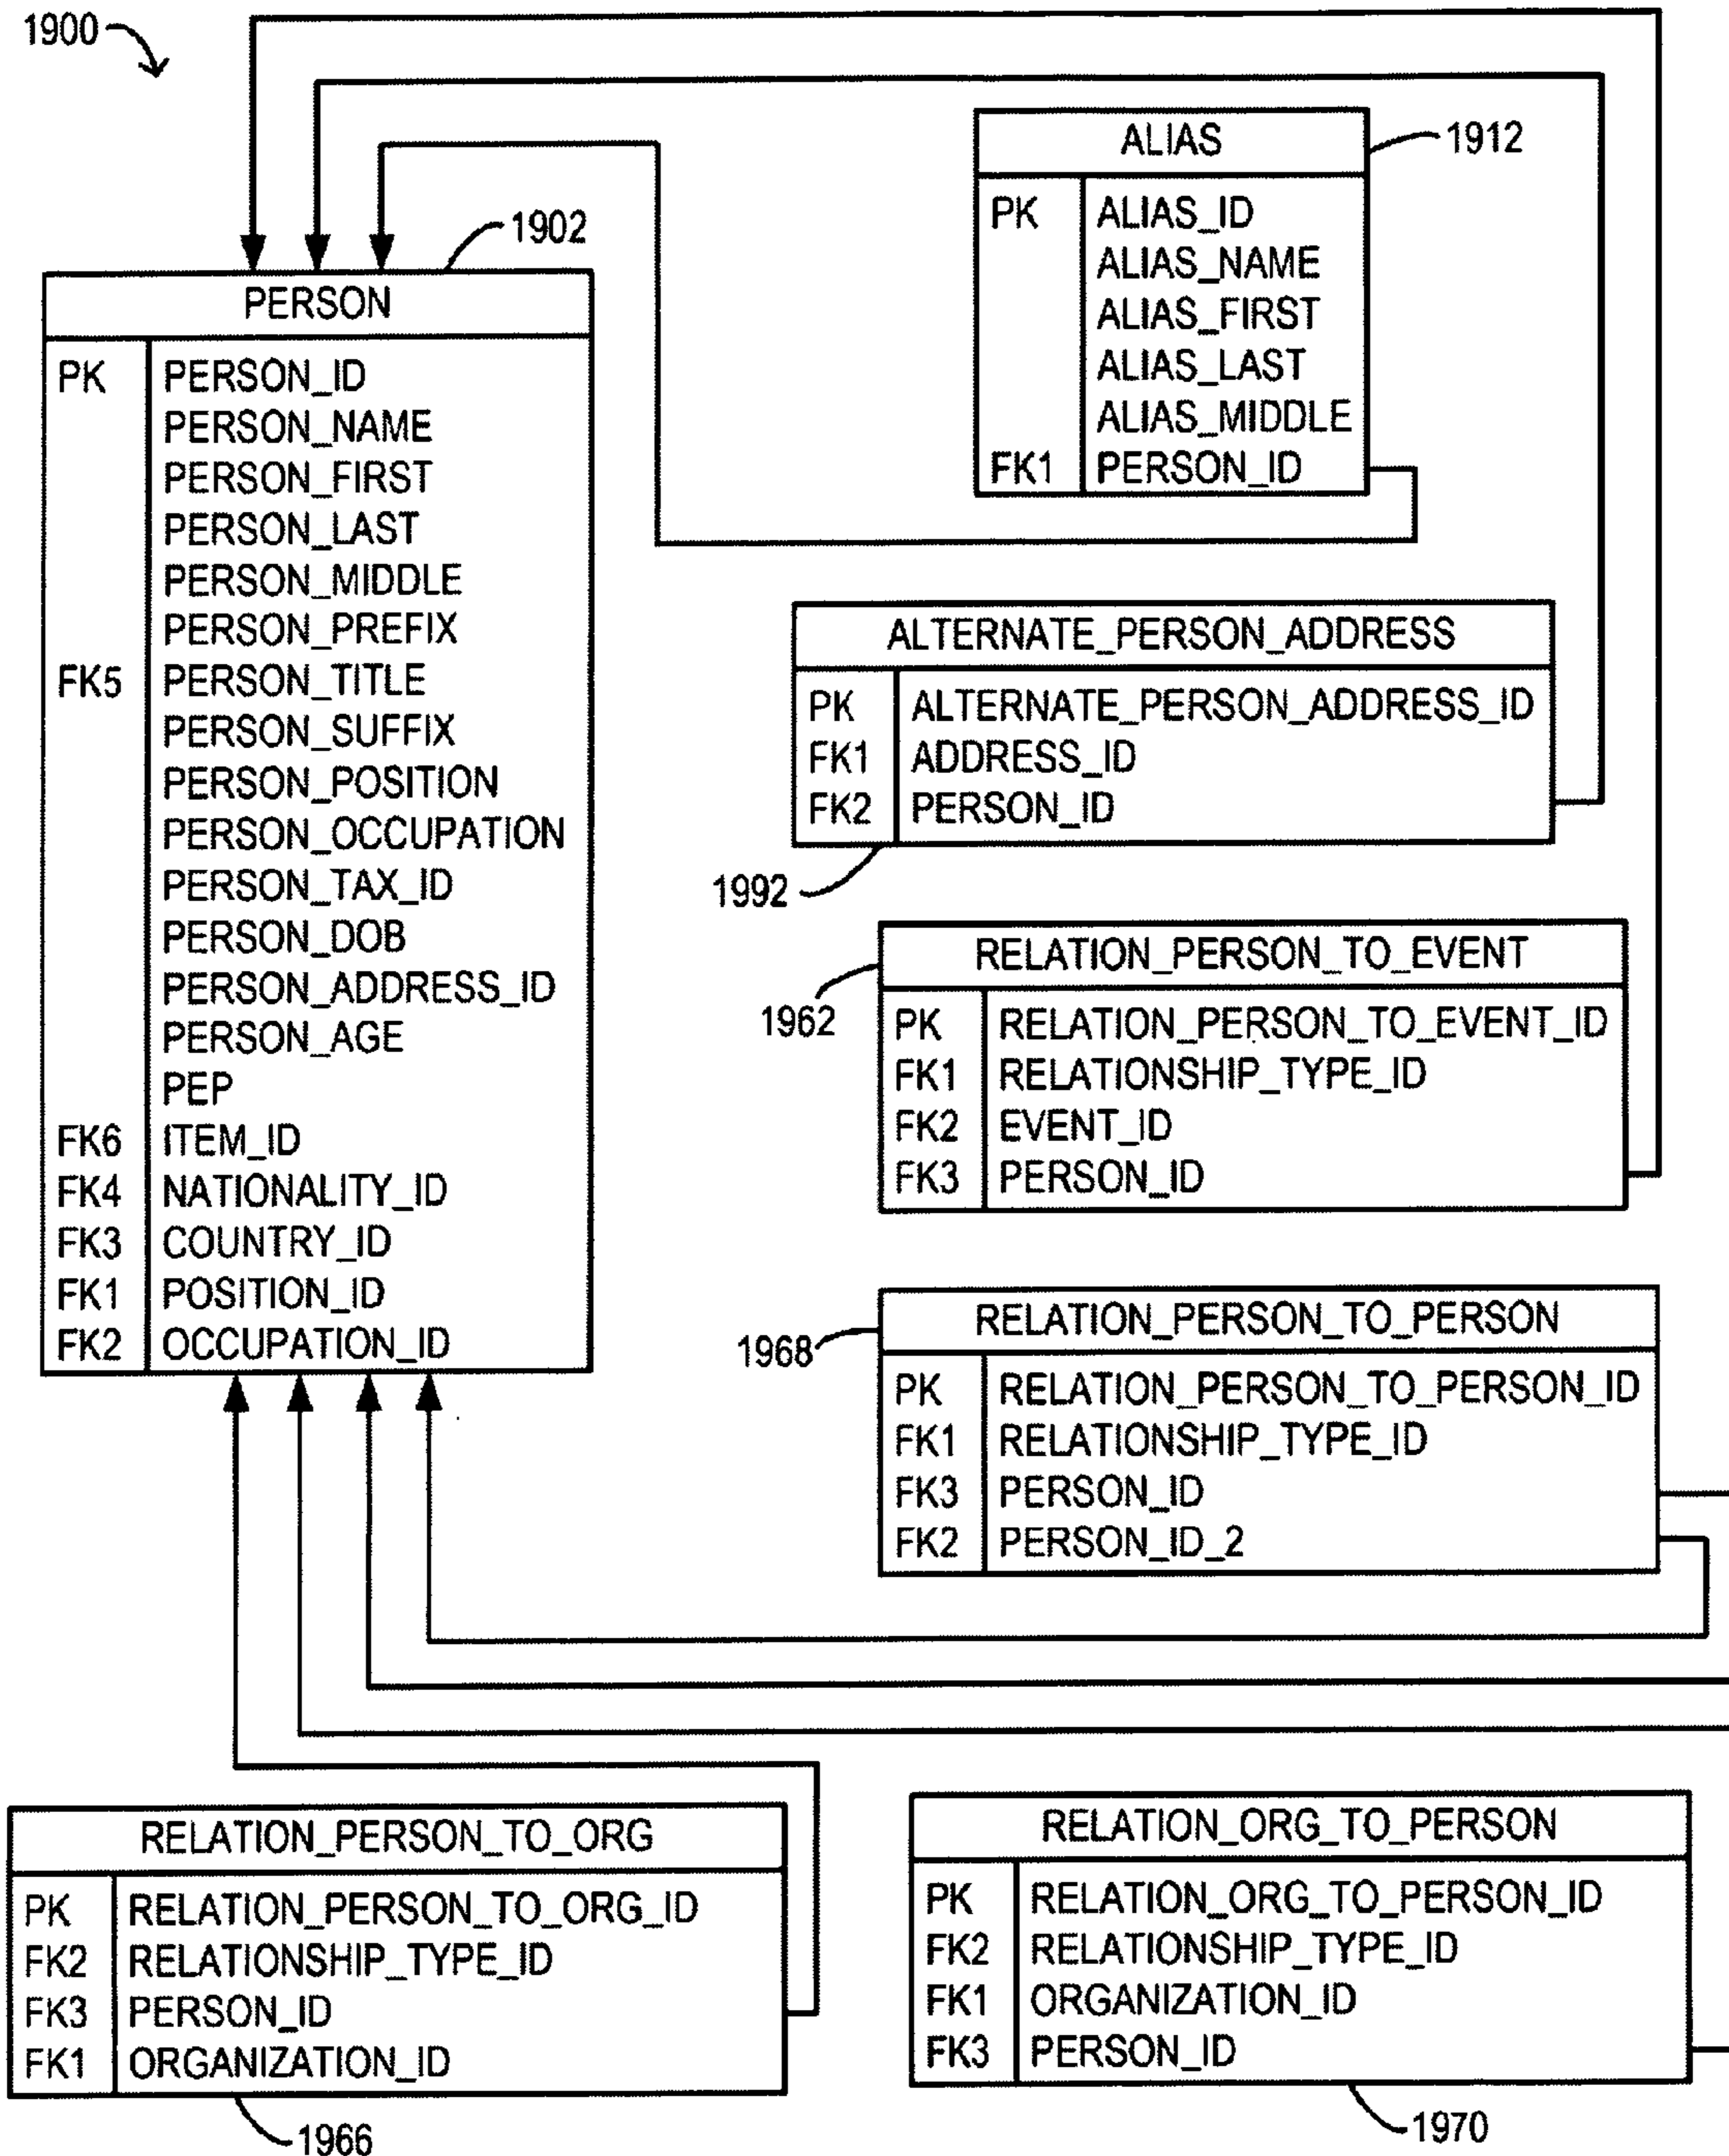 1900
ALIAS
1912
PK ALIAS_ID
ALIAS_NAME
ALIAS_FIRST
ALIAS_LAST
ALIAS_MIDDLE
FK1 PERSON_ID
1902
PERSON
PK PERSON_ID
PERSON_NAME
PERSON_FIRST
PERSON_LAST
PERSON_MIDDLE
PERSON_PREFIX
FK5 PERSON_TITLE
PERSON_SUFFIX
PERSON_POSITION
PERSON_OCCUPATION
PERSON_TAX_ID
PERSON_DOB
PERSON_ADDRESS_ID
PERSON_AGE
PEP
FK6 ITEM_ID
FK4 NATIONALITY_ID
FK3 COUNTRY_ID
FK1 POSITION_ID
FK2 OCCUPATION_ID
ALTERNATE_PERSON_ADDRESS
PK ALTERNATE_PERSON_ADDRESS_ID
FK1 ADDRESS_ID
FK2 PERSON_ID
1992
RELATION_PERSON_TO_EVENT
1962
PK RELATION_PERSON_TO_EVENT_ID
FK1 RELATIONSHIP_TYPE_ID
FK2 EVENT_ID
FK3 PERSON_ID
RELATION_PERSON_TO_PERSON
1968
PK RELATION_PERSON_TO_PERSON_ID
FK1 RELATIONSHIP_TYPE_ID
FK3 PERSON_ID
FK2 PERSON_ID_2
RELATION_PERSON_TO_ORG
PK RELATION_PERSON_TO_ORG_ID
FK2 RELATIONSHIP_TYPE_ID
FK3 PERSON_ID
FK1 ORGANIZATION_ID
1966
RELATION_ORG_TO_PERSON
PK RELATION_ORG_TO_PERSON_ID
FK2 RELATIONSHIP_TYPE_ID
FK1 ORGANIZATION_ID
FK3 PERSON_ID
1970